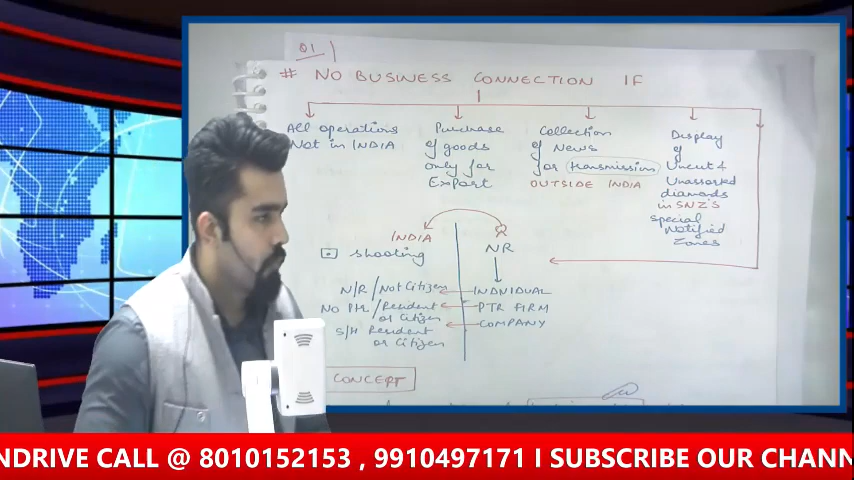 Q1
# NO BUSINESS CONNECTION IF
All operations
Not in INDIA
Purchase
of goods
only for
Export
Collection
of News
for transmission
OUTSIDE INDIA
Display
of
Uncut &
Unassorted
diamonds
in SNZ'S
special
Notified
Zones
INDIA
NR
shooting
N/R / Not Citizen
INDIVIDUAL
NO Ptr / Resident
or Citizen
PTR FIRM
S/H Resident
or Citizen
COMPANY
CONCEPT
NDRIVE CALL @ 8010152153 , 9910497171 I SUBSCRIBE OUR CHANN